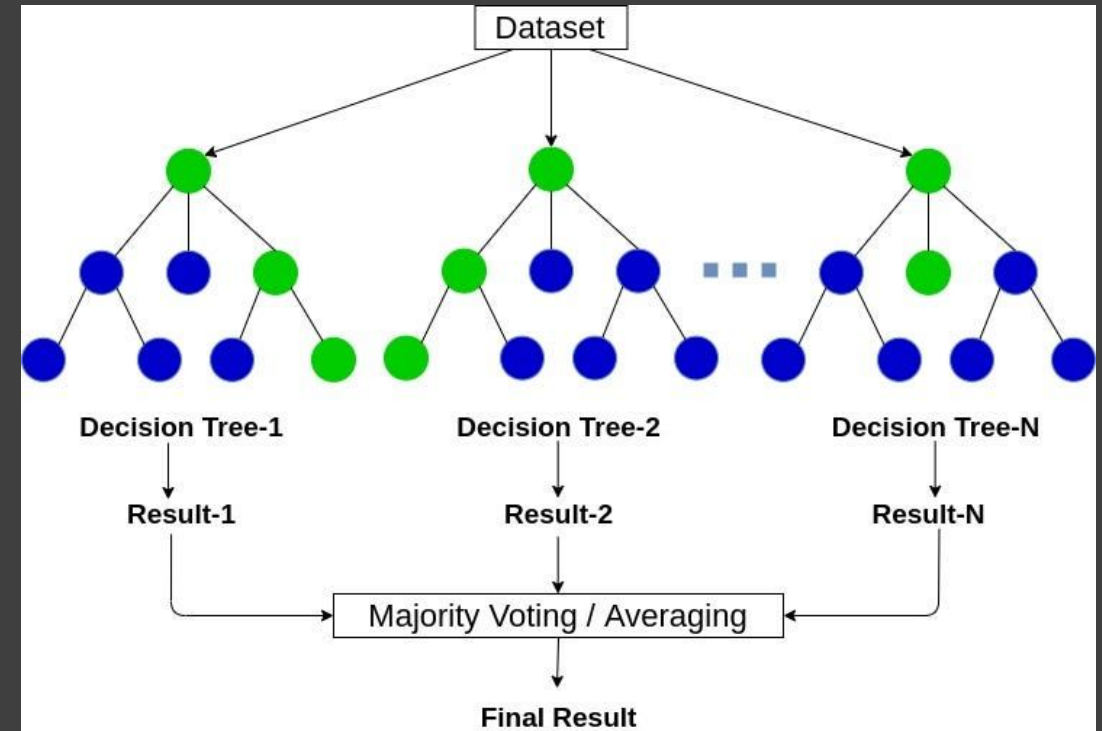 Dataset
Decision Tree-1
Decision Tree-2
Decision Tree-N
Result-1
Result-2
Result-N
Majority Voting / Averaging
Final Result